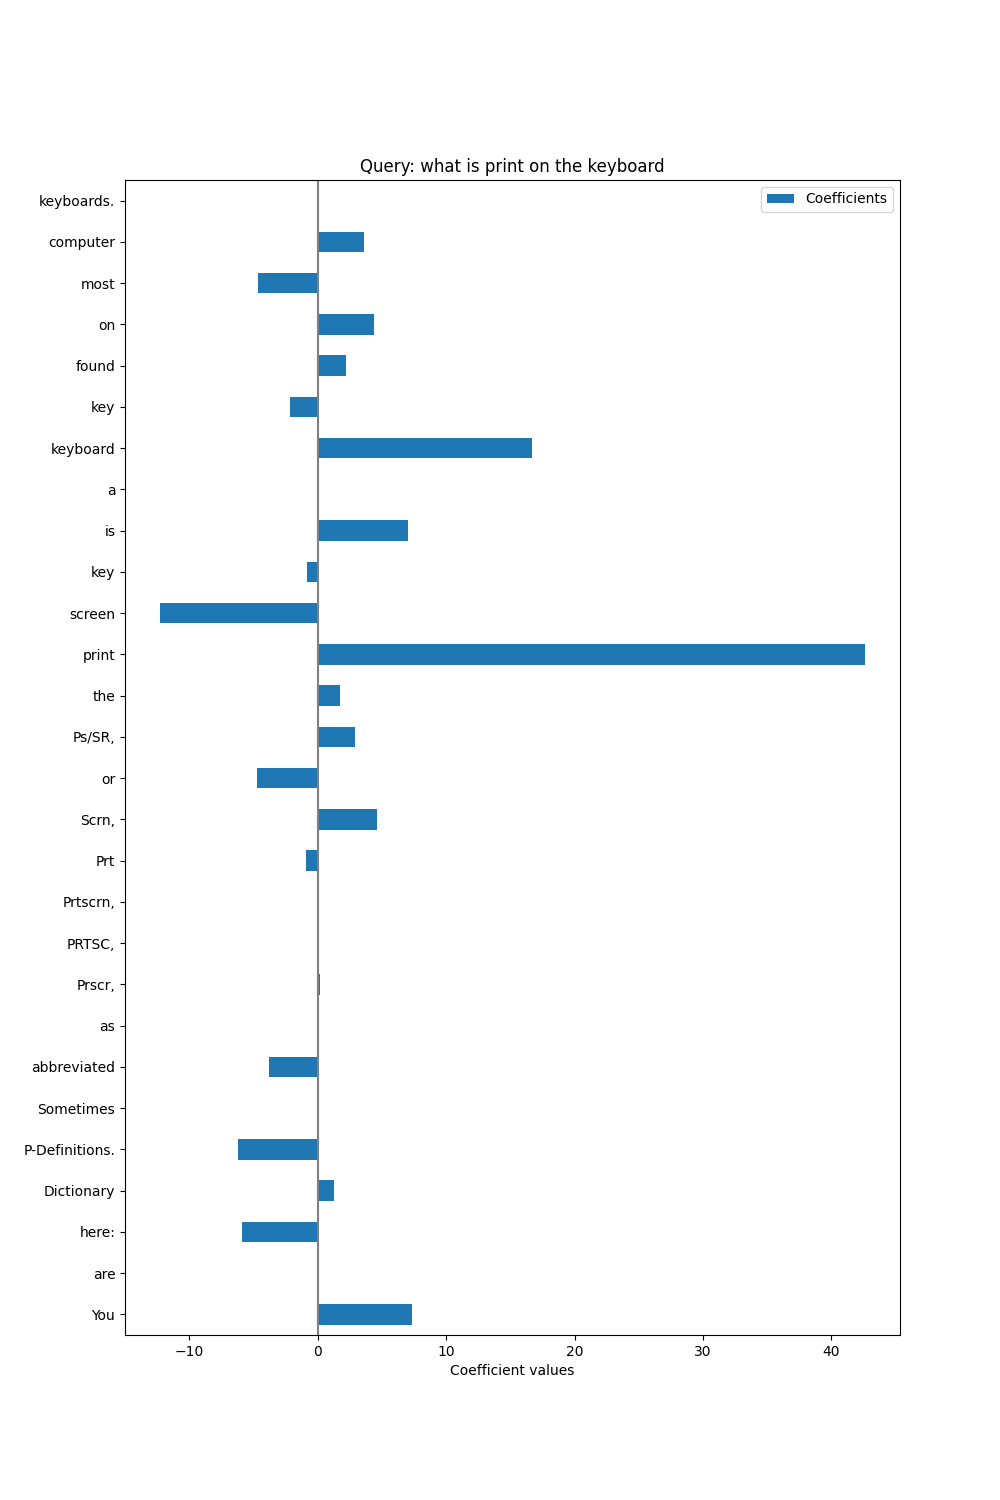 Query: what is print on the keyboard
Coefficients
keyboards.
computer
most
on
found
key
keyboard
a
is
key
screen
print
the
Ps/SR,
or
Scrn,
Prt
Prtscrn,
PRTSC,
Prscr,
as
abbreviated
Sometimes
P-Definitions.
Dictionary
here:
are
You
−10 0 10 20 30 40
Coefficient values